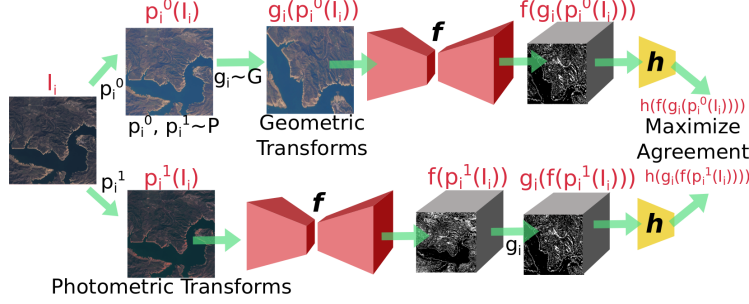 p_i^0(I_i)
g_i(p_i^0(I_i))
f(g_i(p_i^0(I_i)))
f
I_i
p_i^0
g_i~G
h
p_i^0, p_i^1~P
Geometric
Transforms
h(f(g_i(p_i^0(I_i))))
Maximize
Agreement
p_i^1
p_i^1(I_i)
f
f(p_i^1(I_i))
g_i(f(p_i^1(I_i)))
h(g_i(f(p_i^1(I_i))))
g_i
h
Photometric Transforms